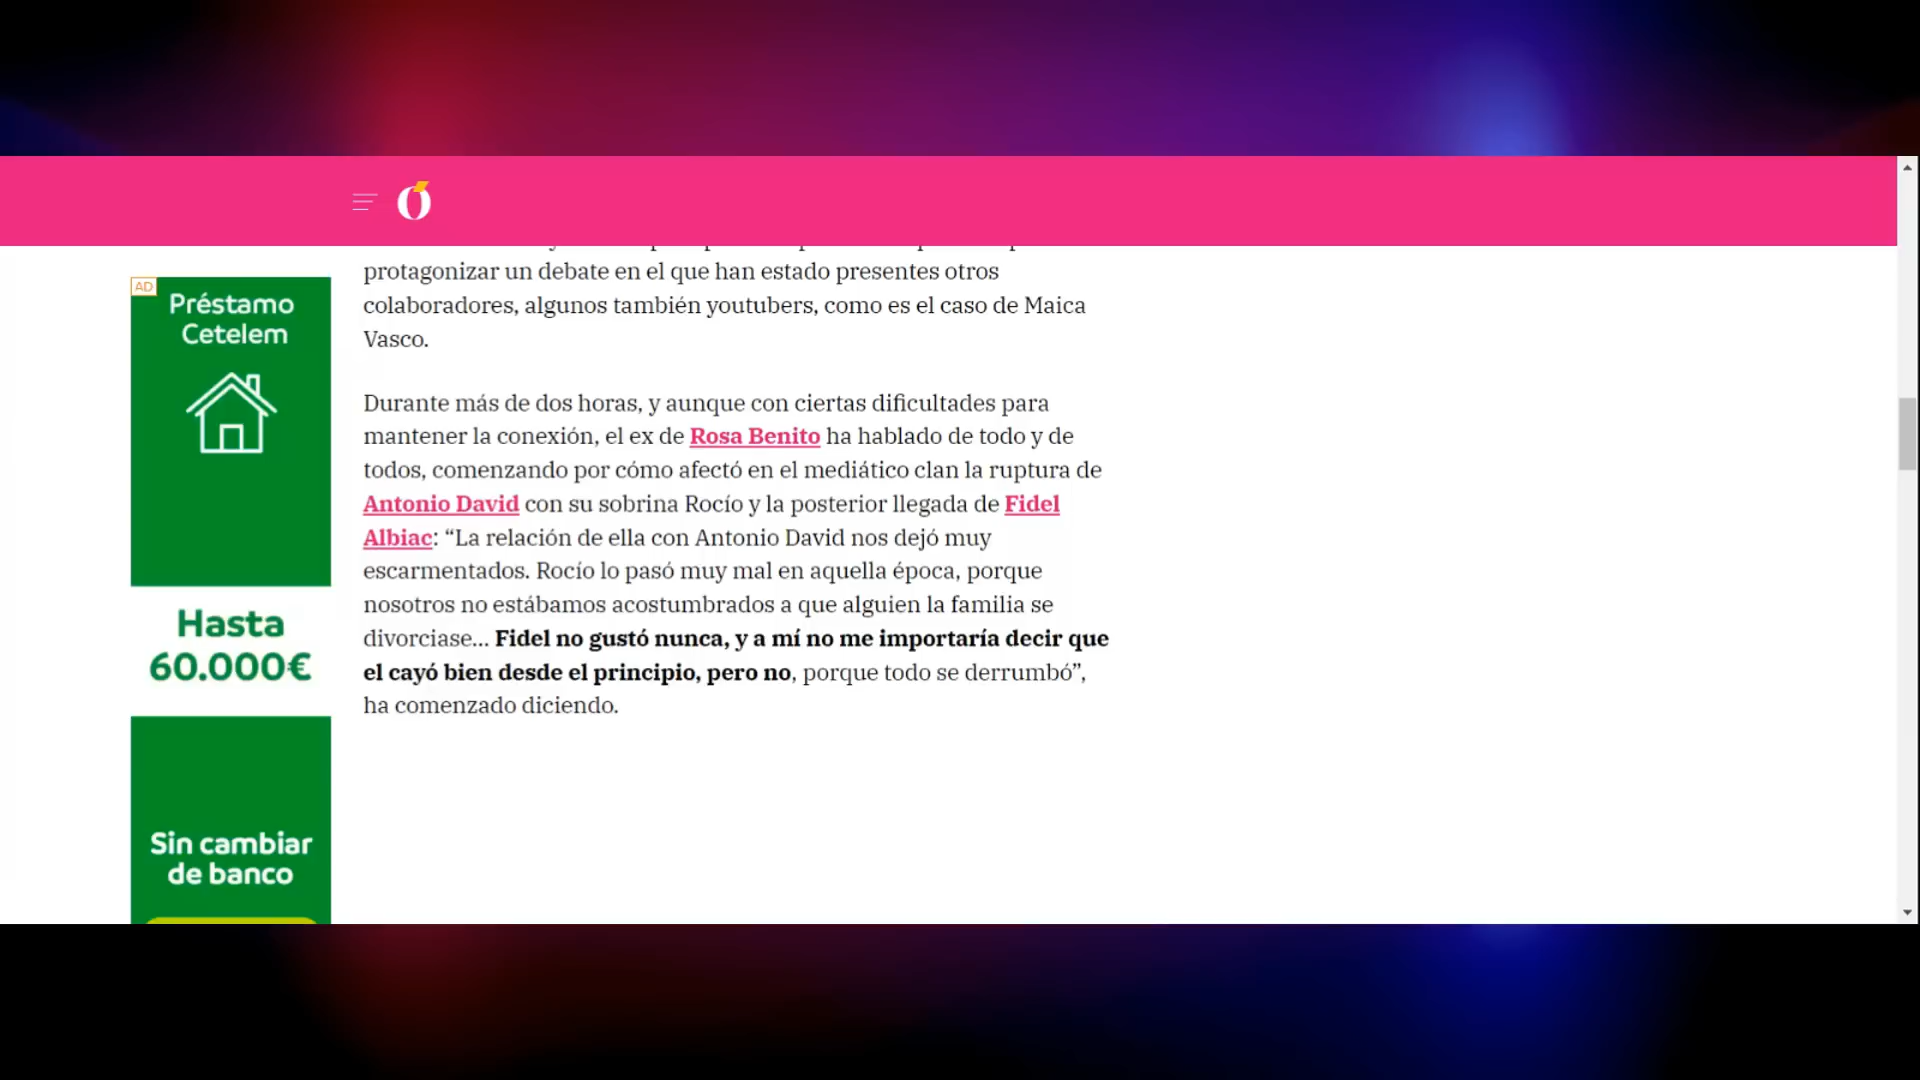 Ó
protagonizar un debate en el que han estado presentes otros
colaboradores, algunos también youtubers, como es el caso de Maica
Vasco.
Durante más de dos horas, y aunque con ciertas dificultades para
mantener la conexión, el ex de Rosa Benito ha hablado de todo y de
todos, comenzando por cómo afectó en el mediático clan la ruptura de
Antonio David con su sobrina Rocío y la posterior llegada de Fidel
Albiac: “La relación de ella con Antonio David nos dejó muy
escarmentados. Rocío lo pasó muy mal en aquella época, porque
nosotros no estábamos acostumbrados a que alguien la familia se
divorciase... Fidel no gustó nunca, y a mí no me importaría decir que
el cayó bien desde el principio, pero no, porque todo se derrumbó”,
ha comenzado diciendo.
AD
Préstamo
Cetelem
Hasta
60.000€
Sin cambiar
de banco